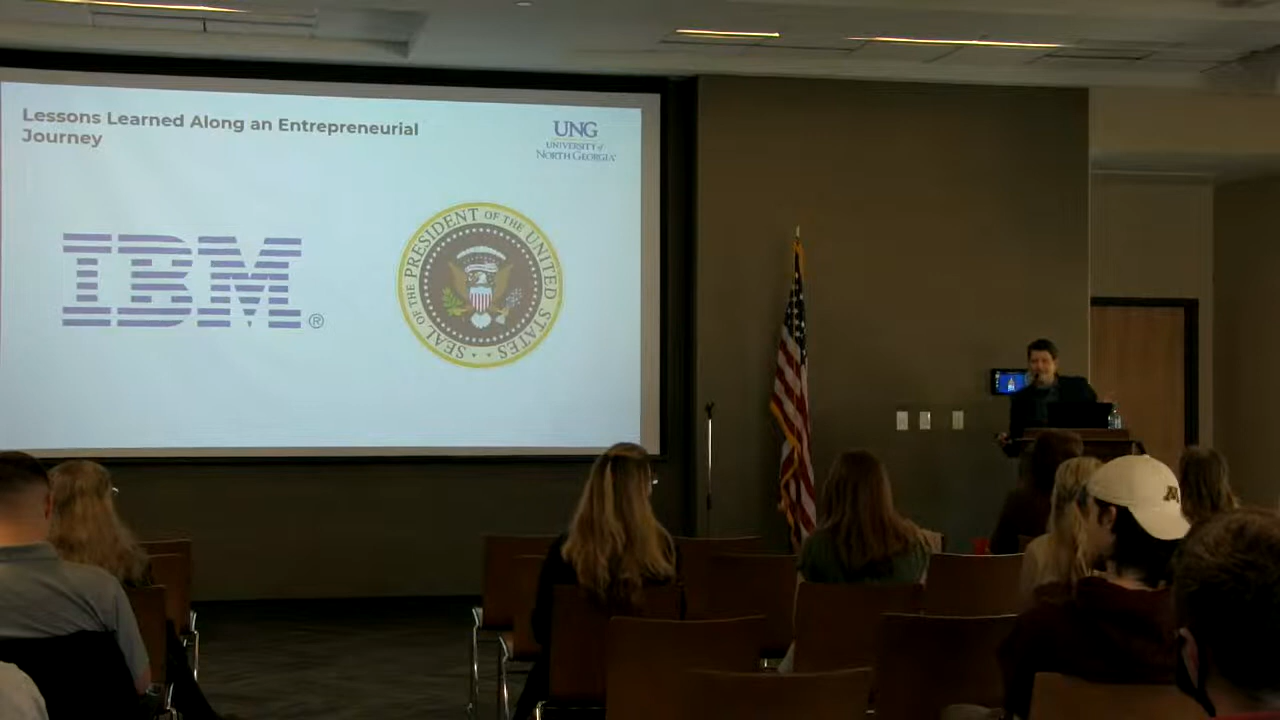 Lessons Learned Along an Entrepreneurial
Journey
UNG
UNIVERSITY of
NORTH GEORGIA
IBM®
SEAL OF THE PRESIDENT OF THE UNITED STATES
M